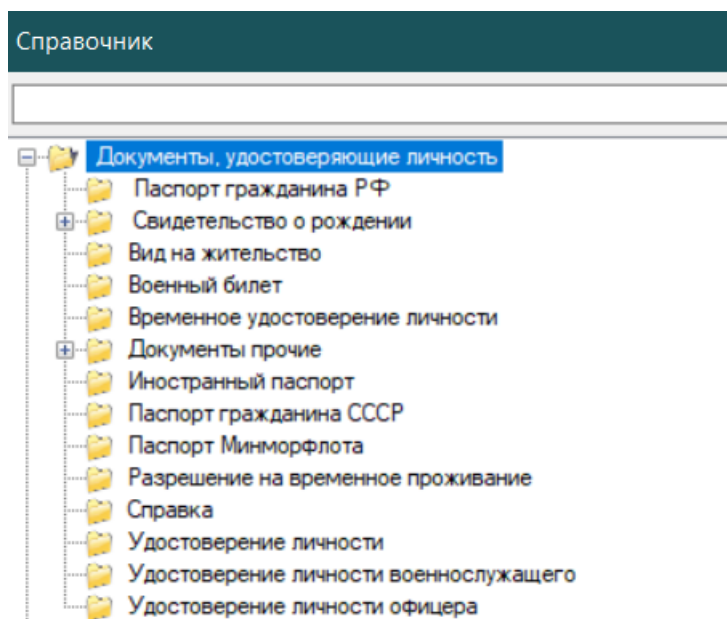 Справочник
Документы, удостоверяющие личность
Паспорт гражданина РФ
Свидетельство о рождении
Вид на жительство
Военный билет
Временное удостоверение личности
Документы прочие
Иностранный паспорт
Паспорт гражданина СССР
Паспорт Минморфлота
Разрешение на временное проживание
Справка
Удостоверение личности
Удостоверение личности военнослужащего
Удостоверение личности офицера